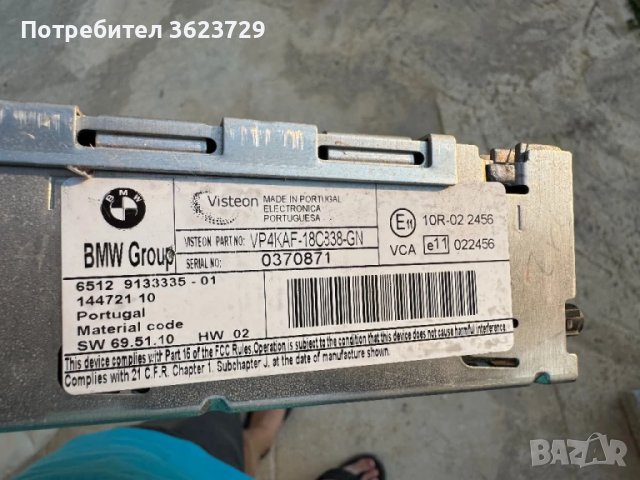 Потребител 3623729
BMW
BMW Group
Visteon
MADE IN PORTUGAL
ELECTRONICA
PORTUGUESA
VISTEON PART NO: VP4KAF-18C838-GN
SERIAL NO: 0370871
E11 10R-02 2456
VCA e11 022456
6512 9133335 - 01
144721 10
Portugal
Material code
SW 69.51.10 HW 02
This device complies with Part 15 of the FCC Rules.Operation is subject to the condition that this device does not cause harmful interference.
Complies with 21 C.F.R. Chapter 1. Subchapter J. at the date of manufacture shown.
BAZAR